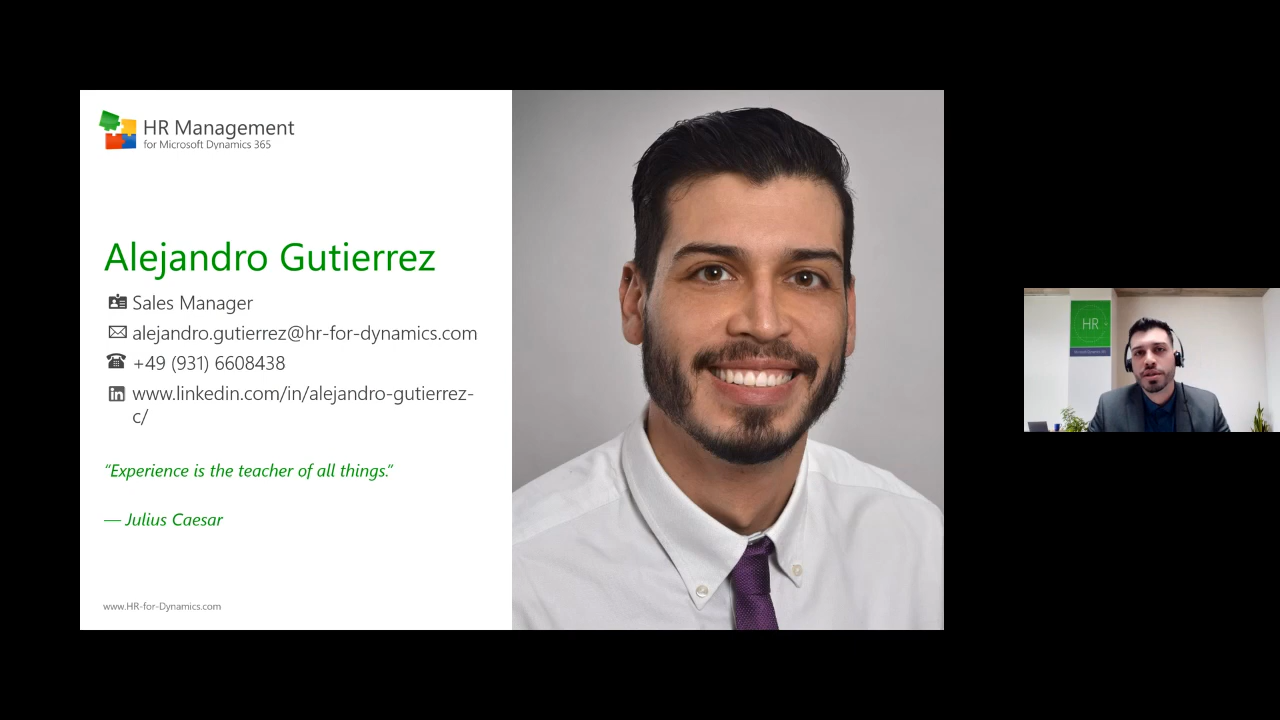 HR Management
for Microsoft Dynamics 365
Alejandro Gutierrez
Sales Manager
alejandro.gutierrez@hr-for-dynamics.com
+49 (931) 6608438
www.linkedin.com/in/alejandro-gutierrez-
c/
“Experience is the teacher of all things.”
— Julius Caesar
www.HR-for-Dynamics.com
HR